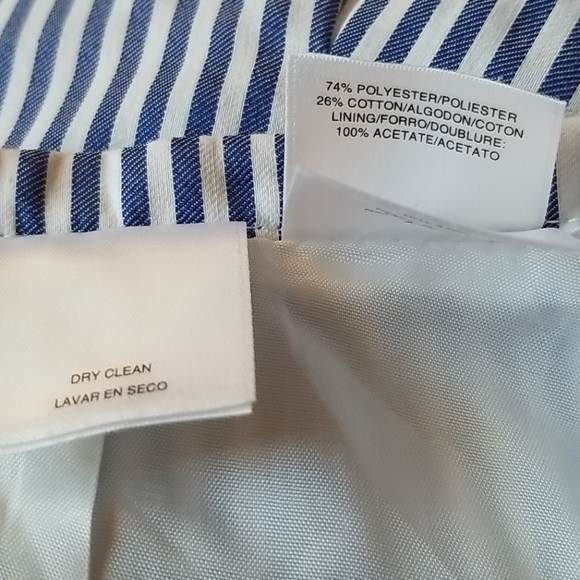 74% POLYESTER/POLIESTER
26% COTTON/ALGODON/COTON
LINING/FORRO/DOUBLURE:
100% ACETATE/ACETATO
DRY CLEAN
LAVAR EN SECO